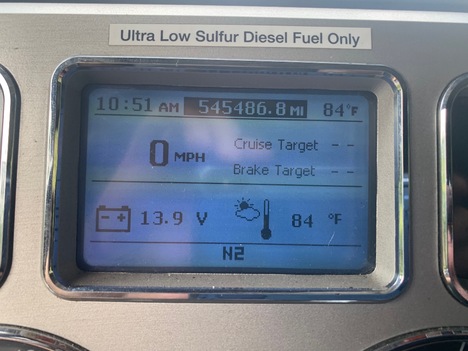 Ultra Low Sulfur Diesel Fuel Only
10:51 AM 545486.8 MI 84°F
0 MPH
Cruise Target - -
Brake Target - -
- + 13.9 V 84 °F
N2